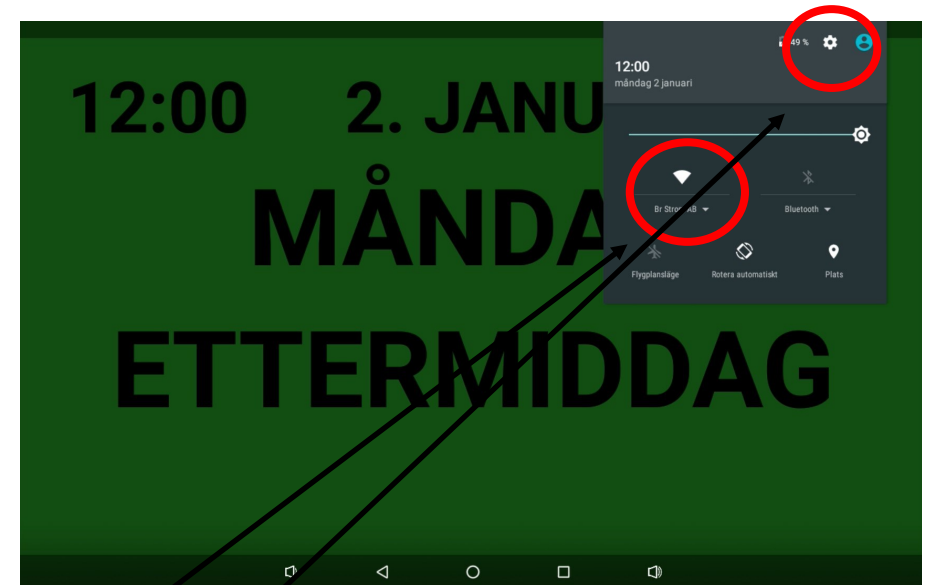 49 %
12:00
måndag 2 januari
12:00 2. JANU
MÅNDA
Br Strom AB
Bluetooth
Flygplansläge
Rotera automatiskt
Plats
ETTERMIDDAG